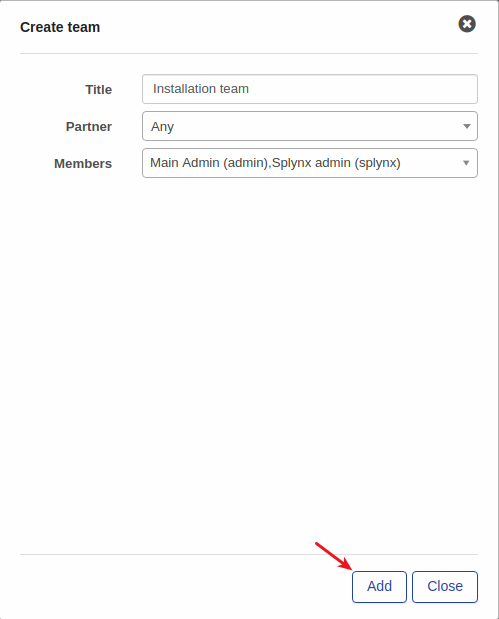 Create team
Title Installation team
Partner Any
Members Main Admin (admin),Splynx admin (splynx)
Add Close